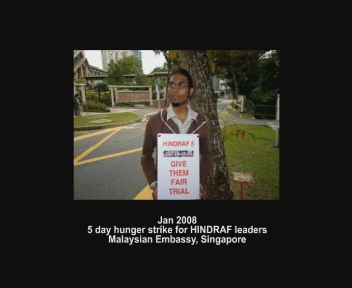 HINDRAF 5
GIVE
THEM
FAIR
TRIAL
Jan 2008
5 day hunger strike for HINDRAF leaders
Malaysian Embassy, Singapore